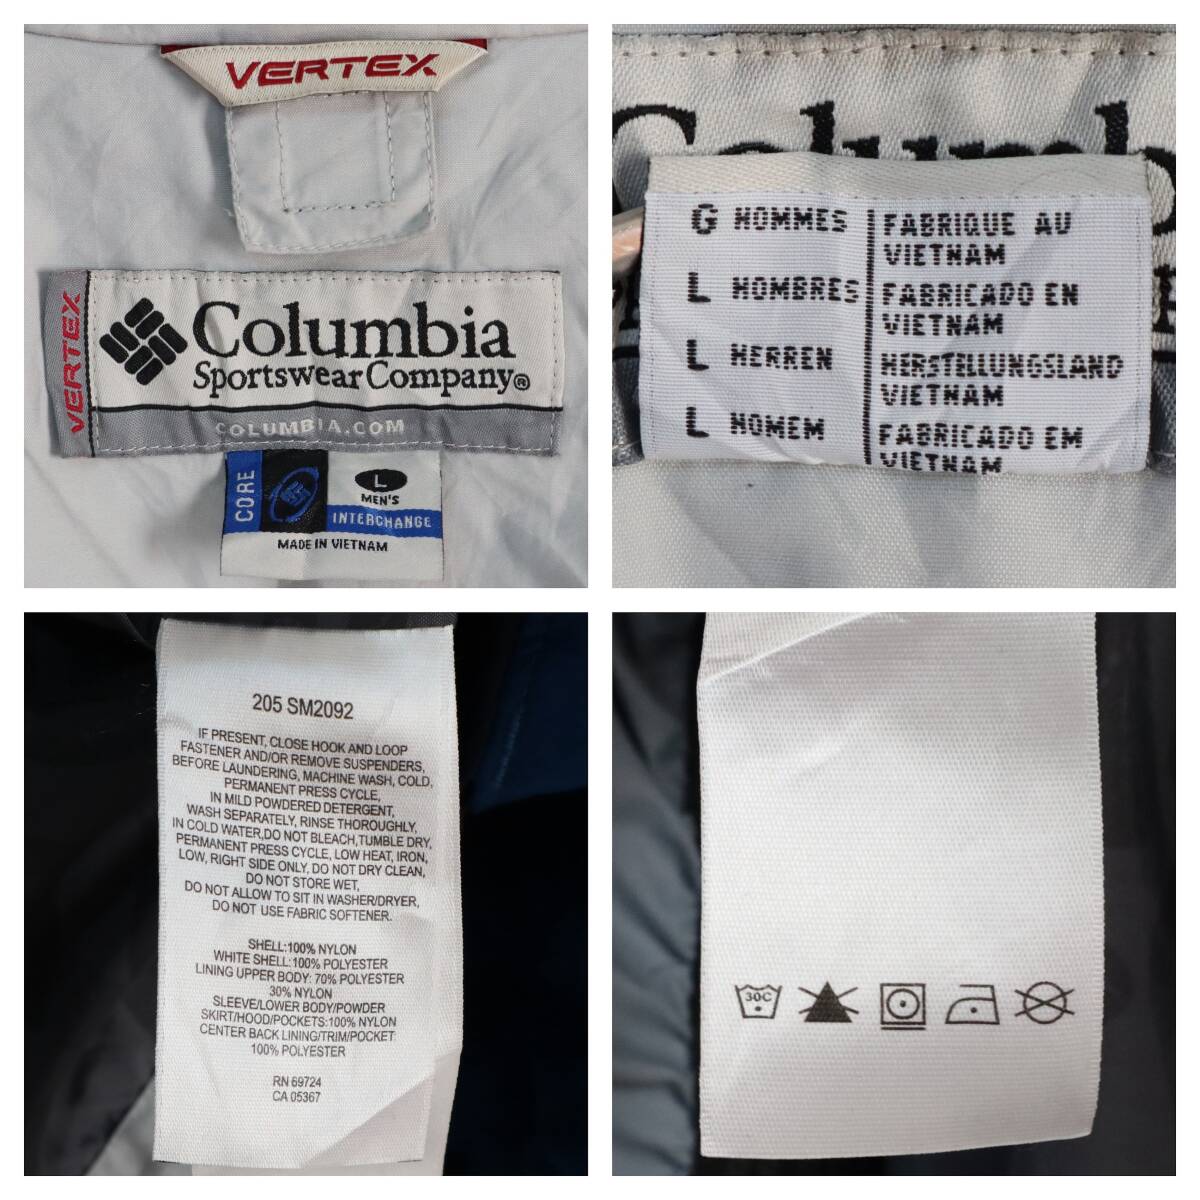 VERTEX
VERTEX
Columbia
Sportswear Company®
COLUMBIA.COM
CORE
L
MEN'S
INTERCHANGE
MADE IN VIETNAM
Columb
G HOMMES
L HOMBRES
L HERREN
L HOMEM
FABRIQUE AU
VIETNAM
FABRICADO EN
VIETNAM
HERSTELLUNGSLAND
VIETNAM
FABRICADO EM
VIETNAM
205 SM2092
IF PRESENT, CLOSE HOOK AND LOOP
FASTENER AND/OR REMOVE SUSPENDERS,
BEFORE LAUNDERING, MACHINE WASH, COLD,
PERMANENT PRESS CYCLE,
IN MILD POWDERED DETERGENT,
WASH SEPARATELY, RINSE THOROUGHLY,
IN COLD WATER,DO NOT BLEACH,TUMBLE DRY,
PERMANENT PRESS CYCLE, LOW HEAT, IRON,
LOW, RIGHT SIDE ONLY, DO NOT DRY CLEAN,
DO NOT STORE WET,
DO NOT ALLOW TO SIT IN WASHER/DRYER,
DO NOT USE FABRIC SOFTENER.
SHELL:100% NYLON
WHITE SHELL:100% POLYESTER
LINING UPPER BODY: 70% POLYESTER
30% NYLON
SLEEVE/LOWER BODY/POWDER
SKIRT/HOOD/POCKETS:100% NYLON
CENTER BACK LINING/TRIM/POCKET:
100% POLYESTER
RN 69724
CA 05367
30C